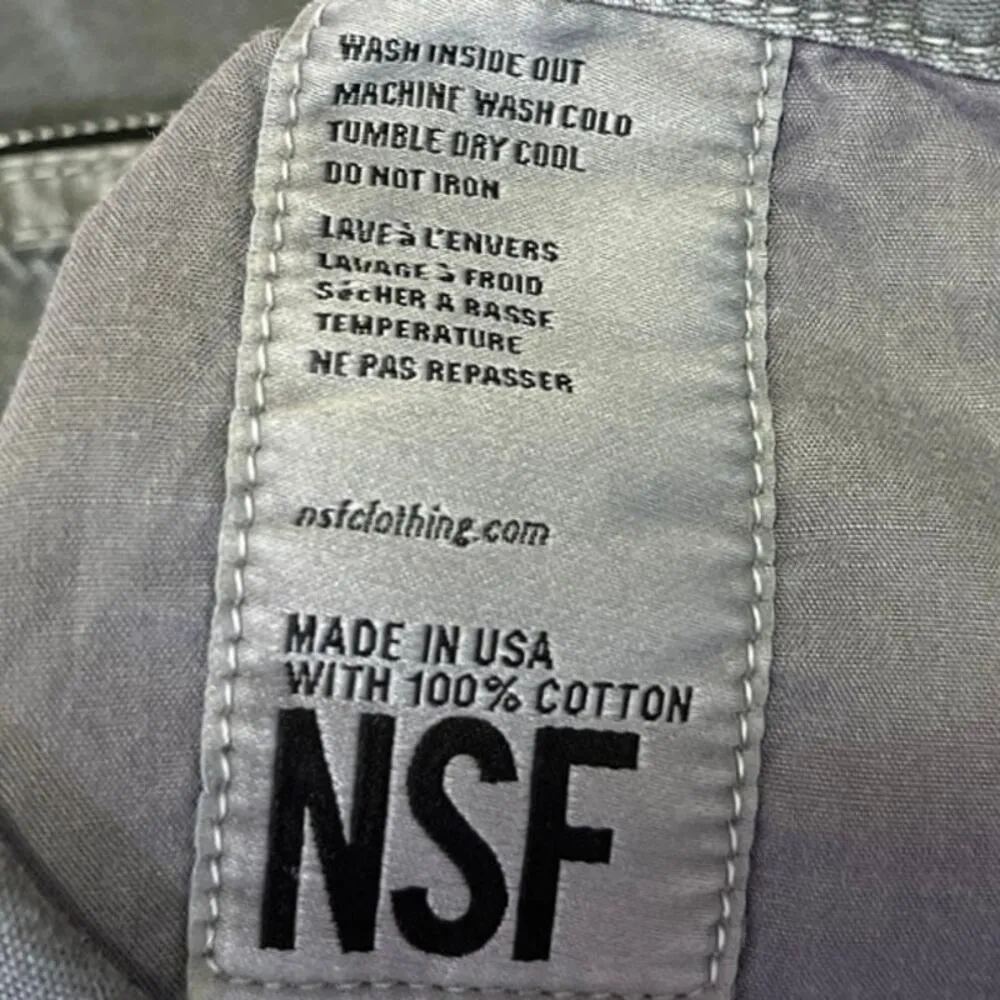 WASH INSIDE OUT
MACHINE WASH COLD
TUMBLE DRY COOL
DO NOT IRON
LAVE à L'ENVERS
LAVAGE à FROID
SéCHER A BASSE
TEMPERATURE
NE PAS REPASSER
nsfclothing.com
MADE IN USA
WITH 100% COTTON
NSF